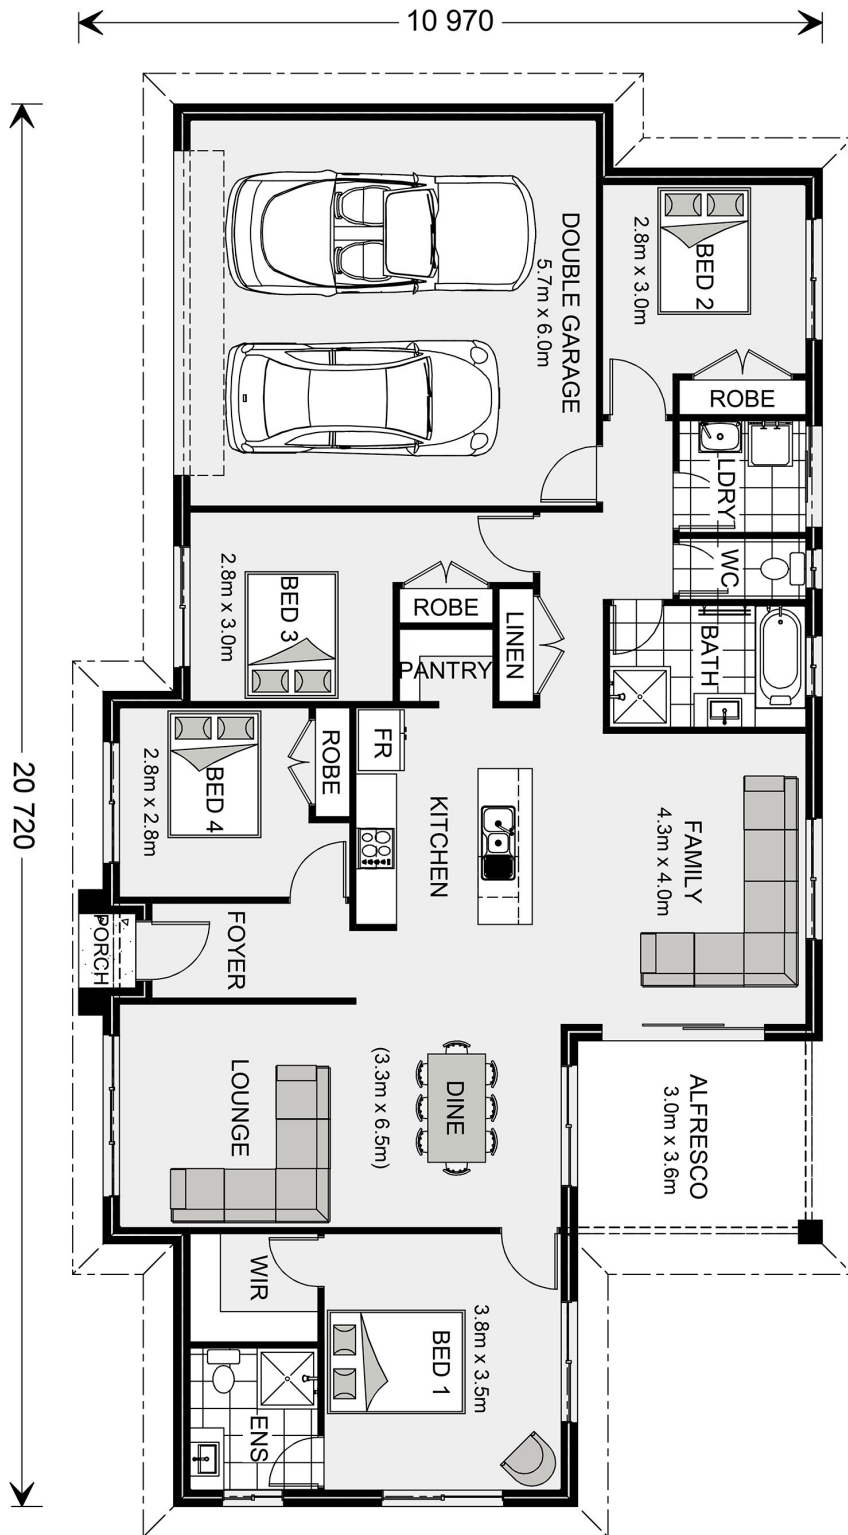 10 970
20 720
DOUBLE GARAGE
5.7m x 6.0m
BED 2
2.8m x 3.0m
ROBE
LDRY
WC
BATH
BED 3
2.8m x 3.0m
ROBE
LINEN
PANTRY
BED 4
2.8m x 2.8m
ROBE
FR
KITCHEN
FAMILY
4.3m x 4.0m
PORCH
FOYER
LOUNGE
(3.3m x 6.5m)
DINE
ALFRESCO
3.0m x 3.6m
WIR
BED 1
3.8m x 3.5m
ENS